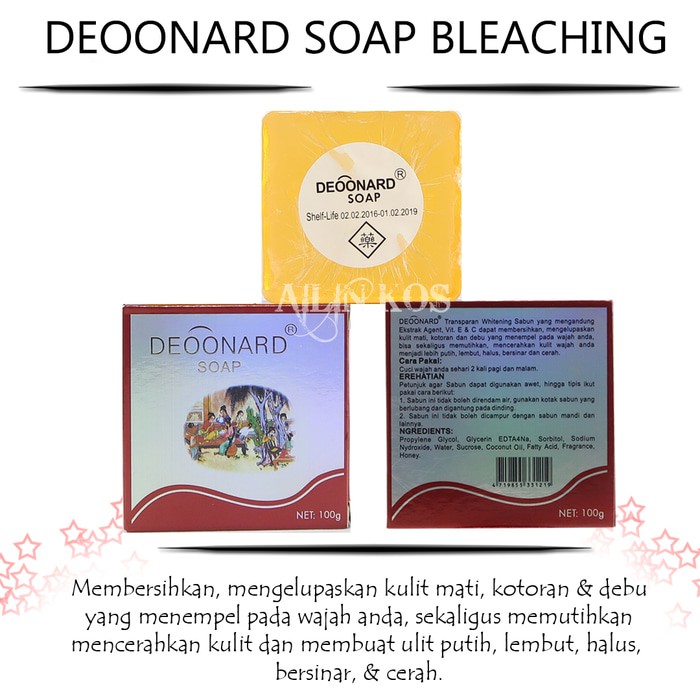 DEOONARD SOAP BLEACHING
DEOONARD®
SOAP
Shelf-Life 02.02.2016-01.02.2019
藥
AILIN KOS
DEOONARD®
SOAP
NET: 100g
DEOONARD® Transparan Whitening Sabun yang mengandung
Ekstrak Agent, Vit. E & C dapat membersihkan, mengelupaskan
kulit mati, kotoran dan debu yang menempel pada wajah anda,
bisa sekaligus memutihkan, mencerahkan kulit wajah anda
menjadi lebih putih, lembut, halus, bersinar dan cerah.
Cara Pakai:
Cuci wajah anda sehari 2 kali pagi dan malam.
EREHATIAN
Petunjuk agar Sabun dapat digunakan awet, hingga tipis ikut
pakai cara berikut:
1. Sabun ini tidak boleh direndam air, gunakan kotak sabun yang
berlubang dan digantung pada dinding.
2. Sabun ini tidak boleh dicampur dengan sabun mandi dan
lainnya.
NGREDIENTS:
Propylene Glycol, Glycerin EDTA4Na, Sorbitol, Sodium
Nydroxide, Water, Sucrose, Coconut Oil, Fatty Acid, Fragrance,
Honey.
4719853331219
NET: 100g
Membersihkan, mengelupaskan kulit mati, kotoran & debu
yang menempel pada wajah anda, sekaligus memutihkan
mencerahkan kulit dan membuat ulit putih, lembut, halus,
bersinar, & cerah.